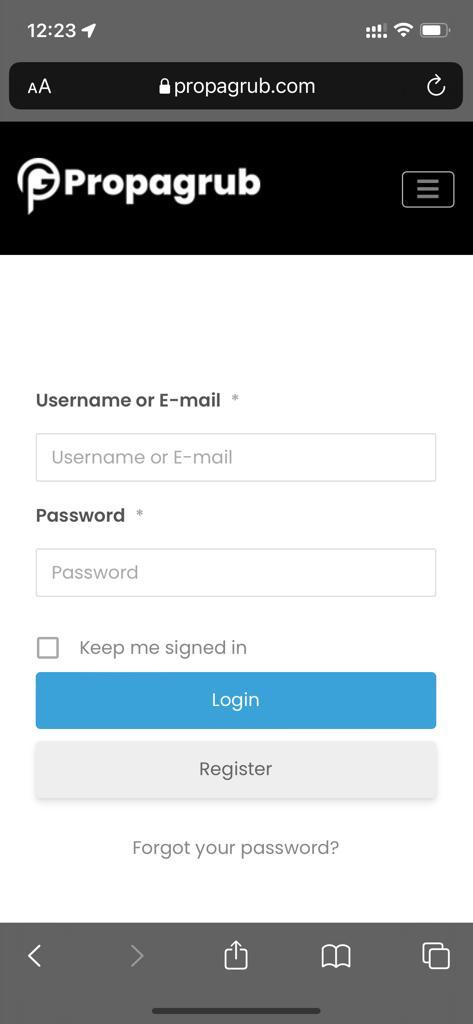 12:23
AA propagrub.com
Propagrub
Username or E-mail *
Username or E-mail
Password *
Password
Keep me signed in
Login
Register
Forgot your password?